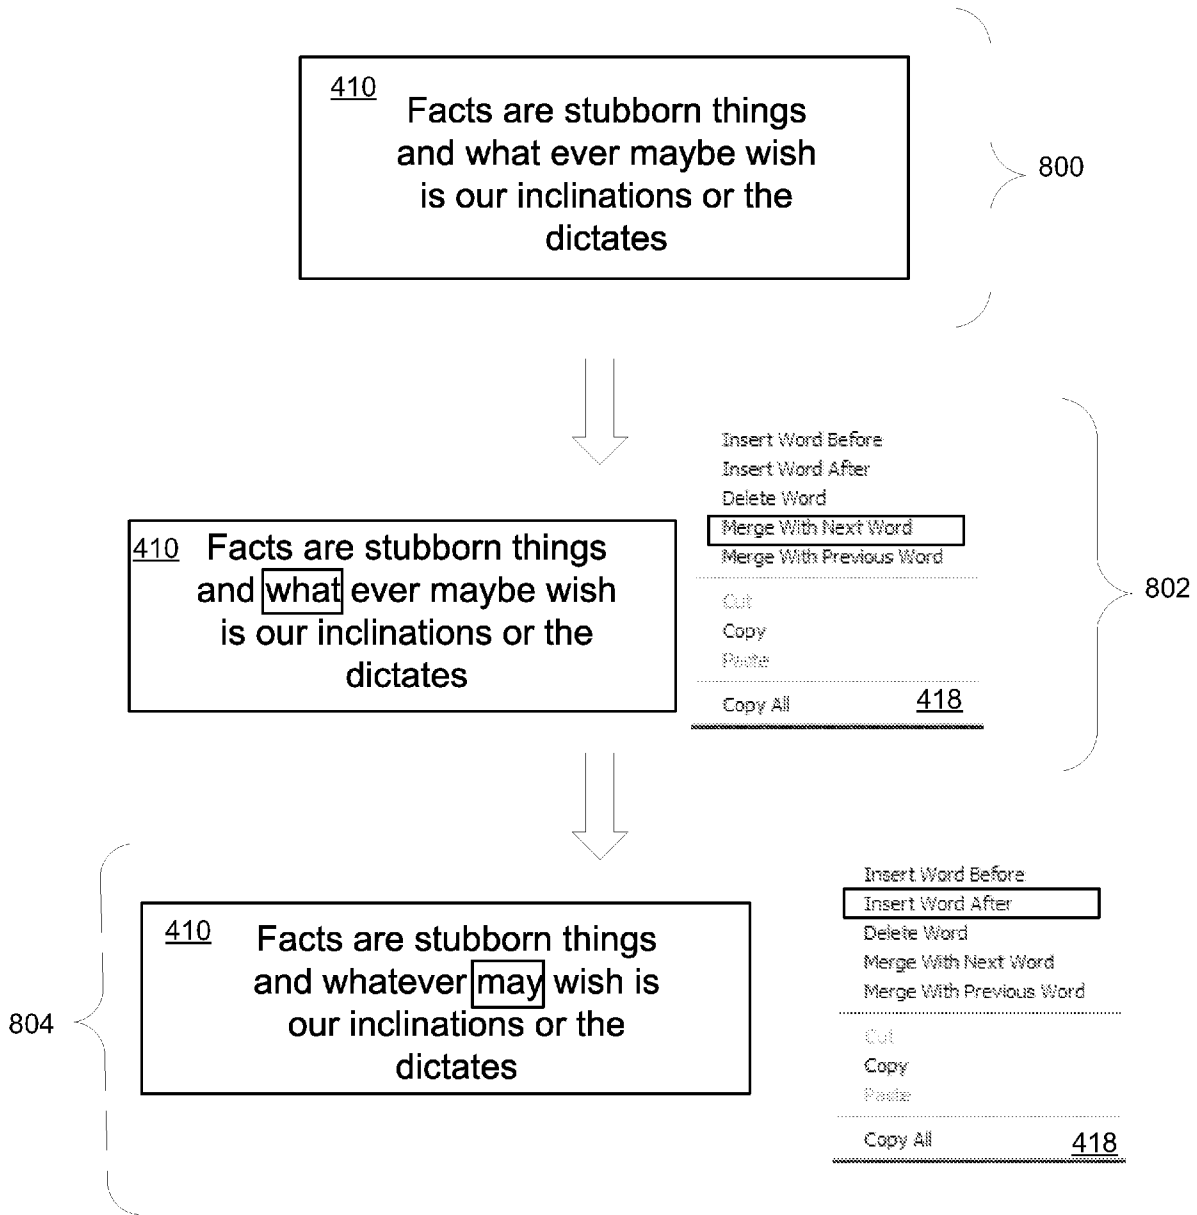 410
Facts are stubborn things
and what ever maybe wish
is our inclinations or the
dictates
800
Insert Word Before
Insert Word After
Delete Word
Merge With Next Word
Merge With Previous Word
Cut
Copy
Paste
Copy All
418
410
Facts are stubborn things
and what ever maybe wish
is our inclinations or the
dictates
802
804
410
Facts are stubborn things
and whatever may wish is
our inclinations or the
dictates
Insert Word Before
Insert Word After
Delete Word
Merge With Next Word
Merge With Previous Word
Cut
Copy
Paste
Copy All
418